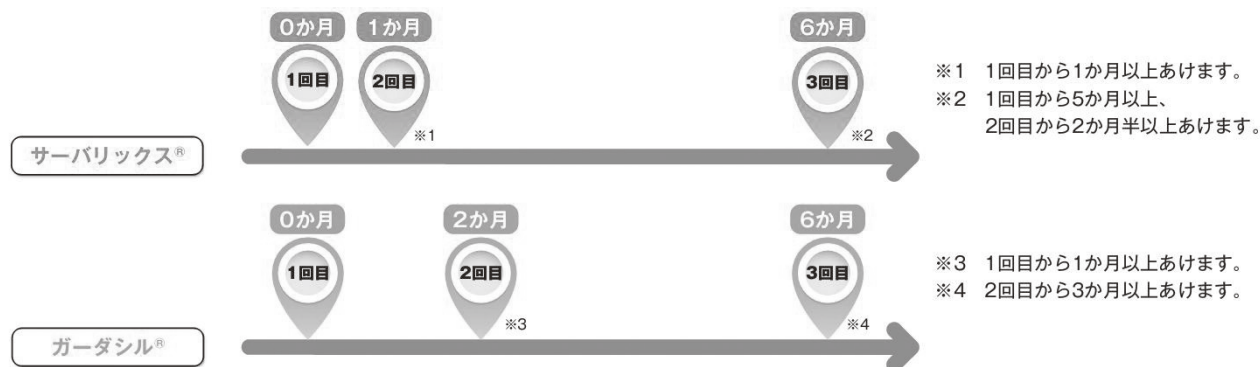 0か月 1か月 6か月
1回目 2回目 3回目
※1 ※2
サーバリックス®
※1 1回目から1か月以上あけます。
※2 1回目から5か月以上、
2回目から2か月半以上あけます。
0か月 2か月 6か月
1回目 2回目 3回目
※3 ※4
ガーダシル®
※3 1回目から1か月以上あけます。
※4 2回目から3か月以上あけます。